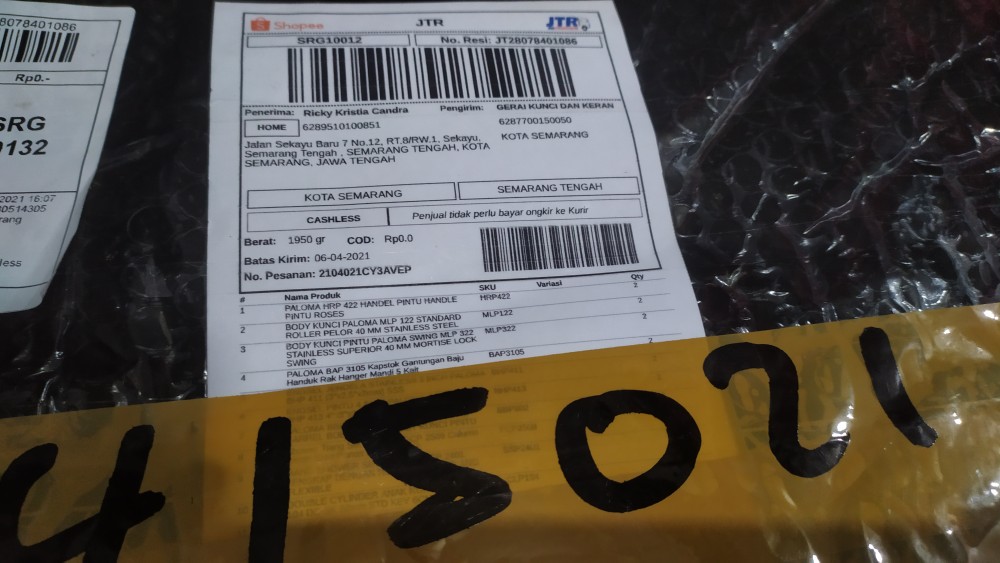 8078401086
Rp0.-
SRG
0132
2021 16:07
80514305
rang
less
Shopee JTR JTR
SRG10012 No. Resi: JT28078401086
Penerima: Ricky Kristia Candra Pengirim: GERAI KUNCI DAN KERAN
HOME 6289510100851 6287700150050
Jalan Sekayu Baru 7 No.12, RT.8/RW.1, Sekayu, KOTA SEMARANG
Semarang Tengah , SEMARANG TENGAH, KOTA
SEMARANG, JAWA TENGAH
KOTA SEMARANG SEMARANG TENGAH
CASHLESS Penjual tidak perlu bayar ongkir ke Kurir
Berat: 1950 gr COD: Rp0.0
Batas Kirim: 06-04-2021
No. Pesanan: 2104021CY3AVEP
# Nama Produk SKU Variasi Qty
1 PALOMA HRP 422 HANDEL PINTU HANDLE HRP422 2
PINTU ROSES
2 BODY KUNCI PALOMA MLP 122 STANDARD MLP122 2
ROLLER PELOR 40 MM STAINLESS STEEL
3 BODY KUNCI PINTU PALOMA SWING MLP 322 MLP322 2
STAINLESS SUPERIOR 40 MM MORTISE LOCK
SWING
4 PALOMA BAP 3105 Kapstok Gantungan Baju BAP3105 2
Handuk Rak Hanger Mandi 5 Kait
415021